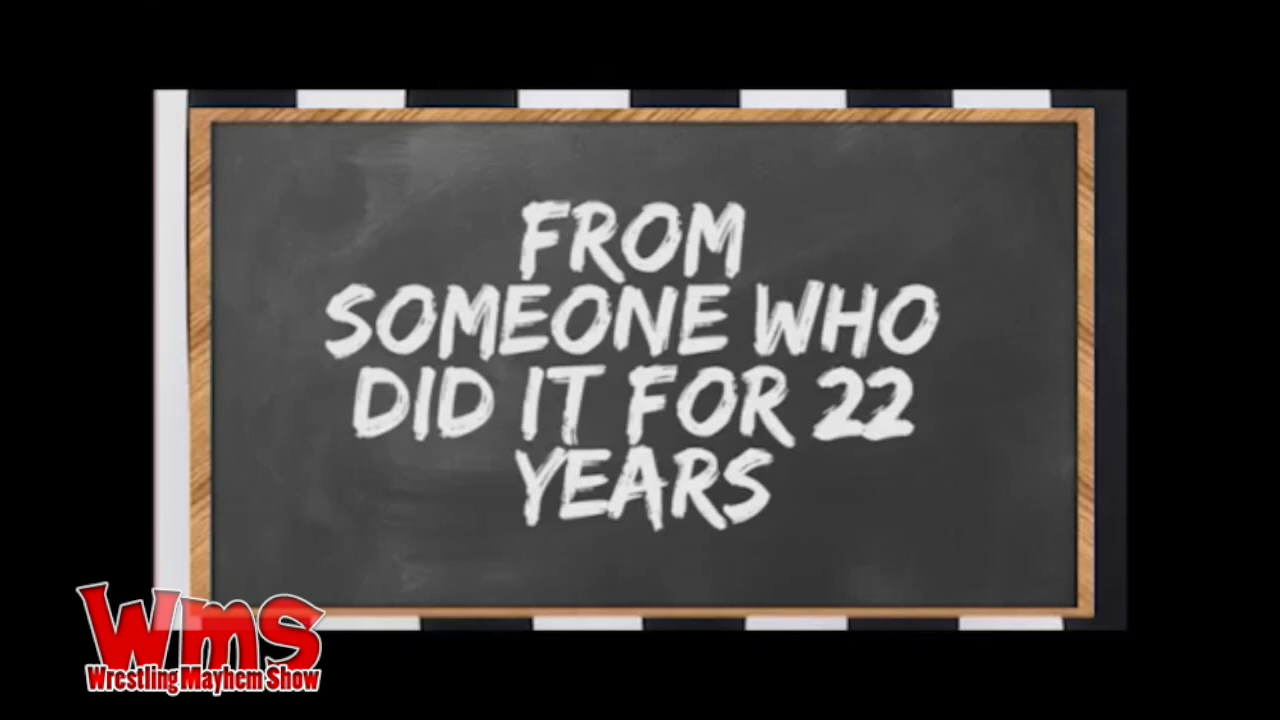 FROM
SOMEONE WHO
DID IT FOR 22
YEARS
WMS
Wrestling Mayhem Show